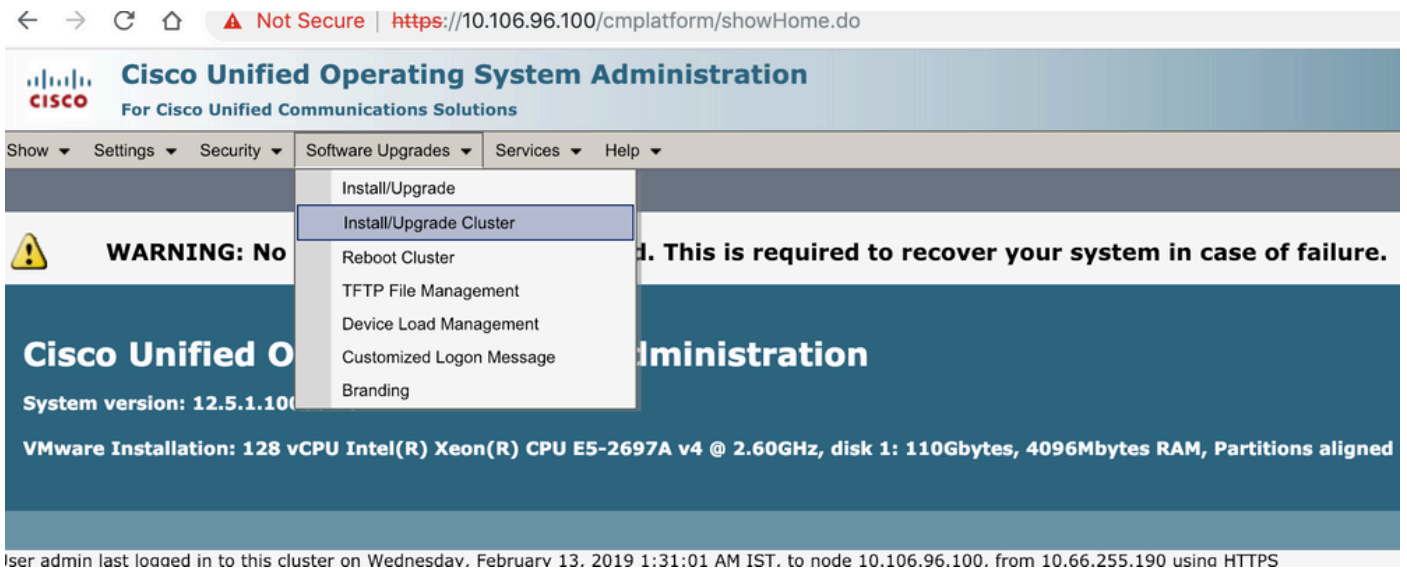 Not Secure | https://10.106.96.100/cmplatform/showHome.do
Cisco Unified Operating System Administration
CISCO
For Cisco Unified Communications Solutions
Show Settings Security Software Upgrades Services Help
Install/Upgrade
Install/Upgrade Cluster
WARNING: No d. This is required to recover your system in case of failure.
Reboot Cluster
TFTP File Management
Device Load Management
Cisco Unified O ministration
Customized Logon Message
Branding
System version: 12.5.1.100
VMware Installation: 128 vCPU Intel(R) Xeon(R) CPU E5-2697A v4 @ 2.60GHz, disk 1: 110Gbytes, 4096Mbytes RAM, Partitions aligned
User admin last logged in to this cluster on Wednesday, February 13, 2019 1:31:01 AM IST, to node 10.106.96.100, from 10.66.255.190 using HTTPS